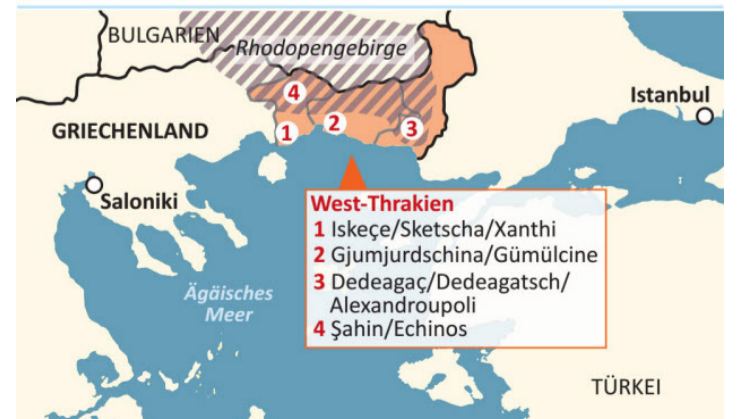 BULGARIEN
Rhodopengebirge
4
Istanbul
GRIECHENLAND
1
2
3
Saloniki
West-Thrakien
1 Iskeçe/Sketscha/Xanthi
2 Gjumjurdschina/Gümülcine
3 Dedeagaç/Dedeagatsch/
Alexandroupoli
4 Şahin/Echinos
Ägäisches
Meer
TÜRKEI